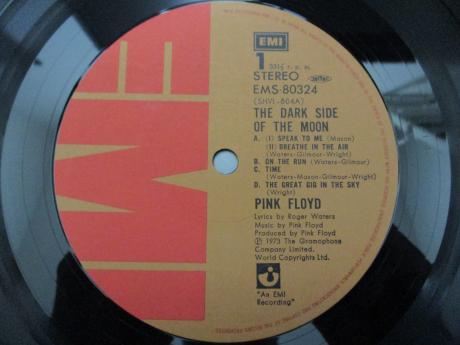 EMI
1
33⅓ r. p. m.
STEREO
EMS-80324
(SHVL-804A)
THE DARK SIDE
OF THE MOON
A. (I) SPEAK TO ME (Mason)
(II) BREATHE IN THE AIR
(Waters-Gilmour-Wright)
B. ON THE RUN (Waters-Gilmour)
C. TIME
(Waters-Mason-Gilmour-Wright)
D. THE GREAT GIG IN THE SKY
(Wright)
PINK FLOYD
Lyrics by Roger Waters
Music by Pink Floyd
Produced by Pink Floyd
Ⓟ 1973 The Gramophone
Company Limited.
World Copyrights Ltd.
"An EMI
Recording"
EMI